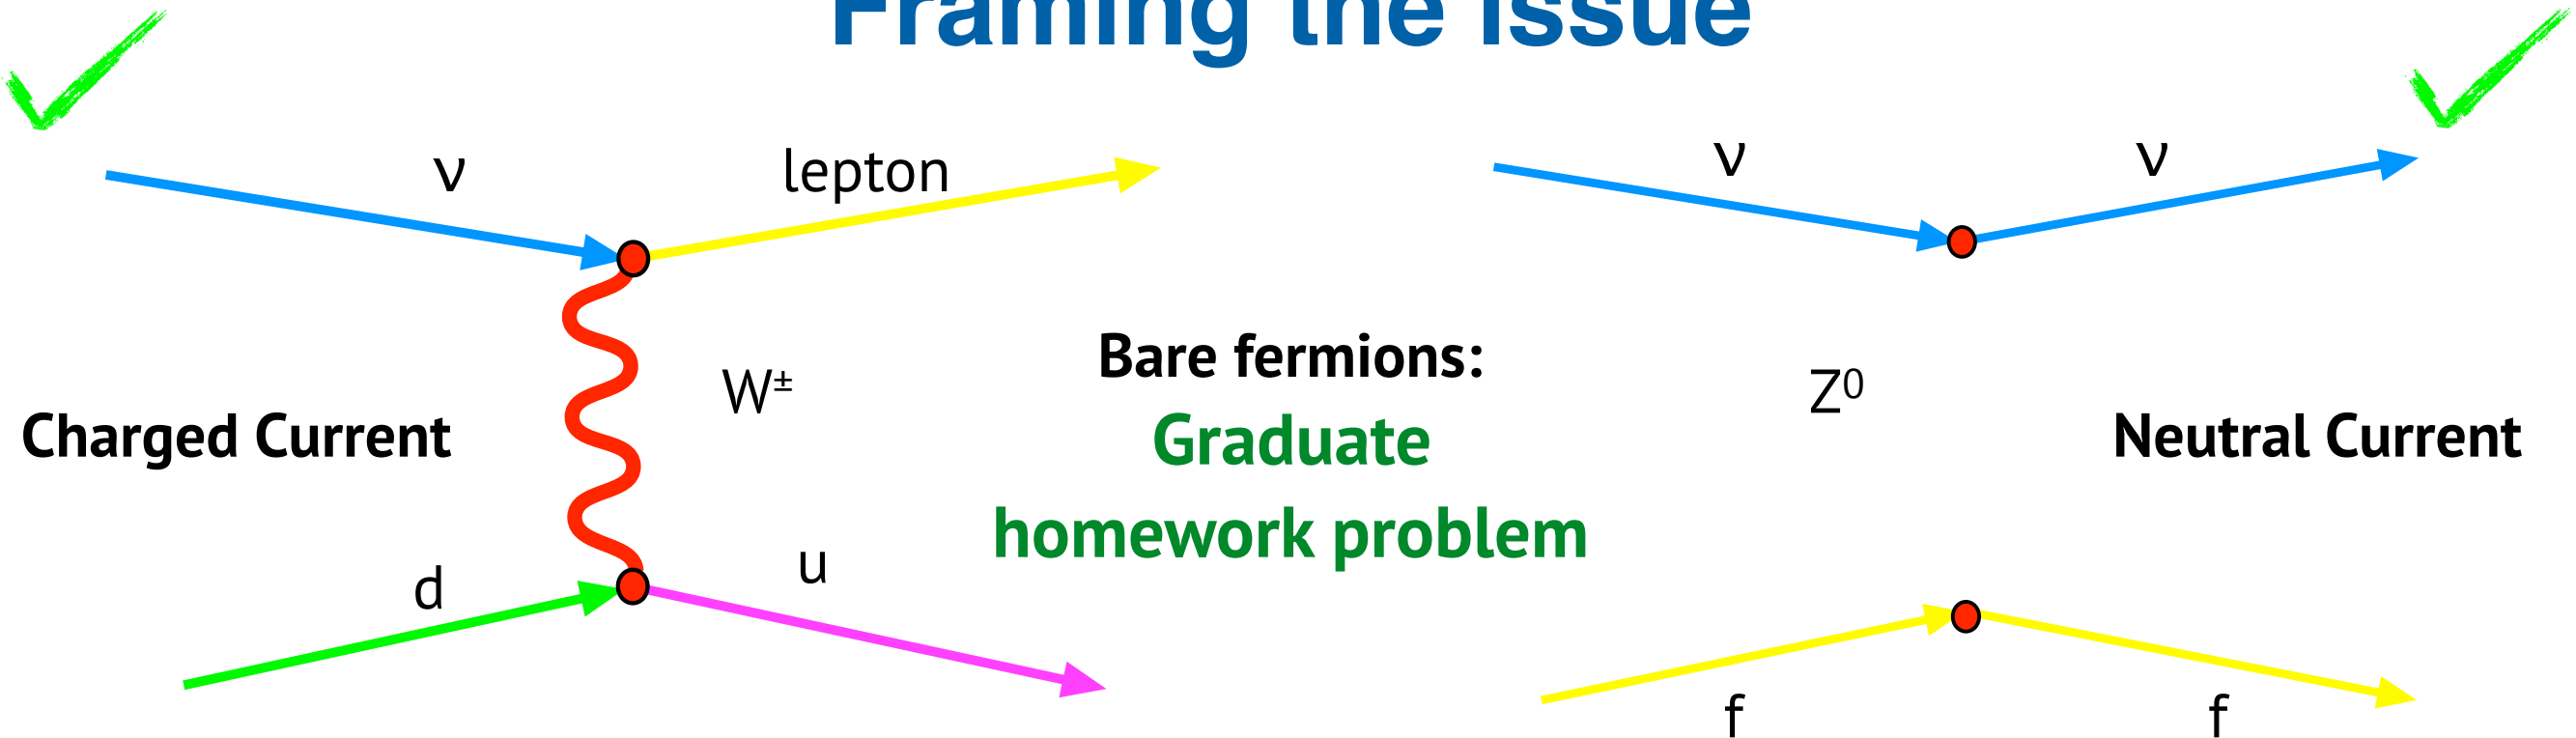 Framing the Issue
ν
lepton
ν
ν
Bare fermions:
W±
Z⁰
Charged Current
Graduate
Neutral Current
homework problem
d
u
f
f